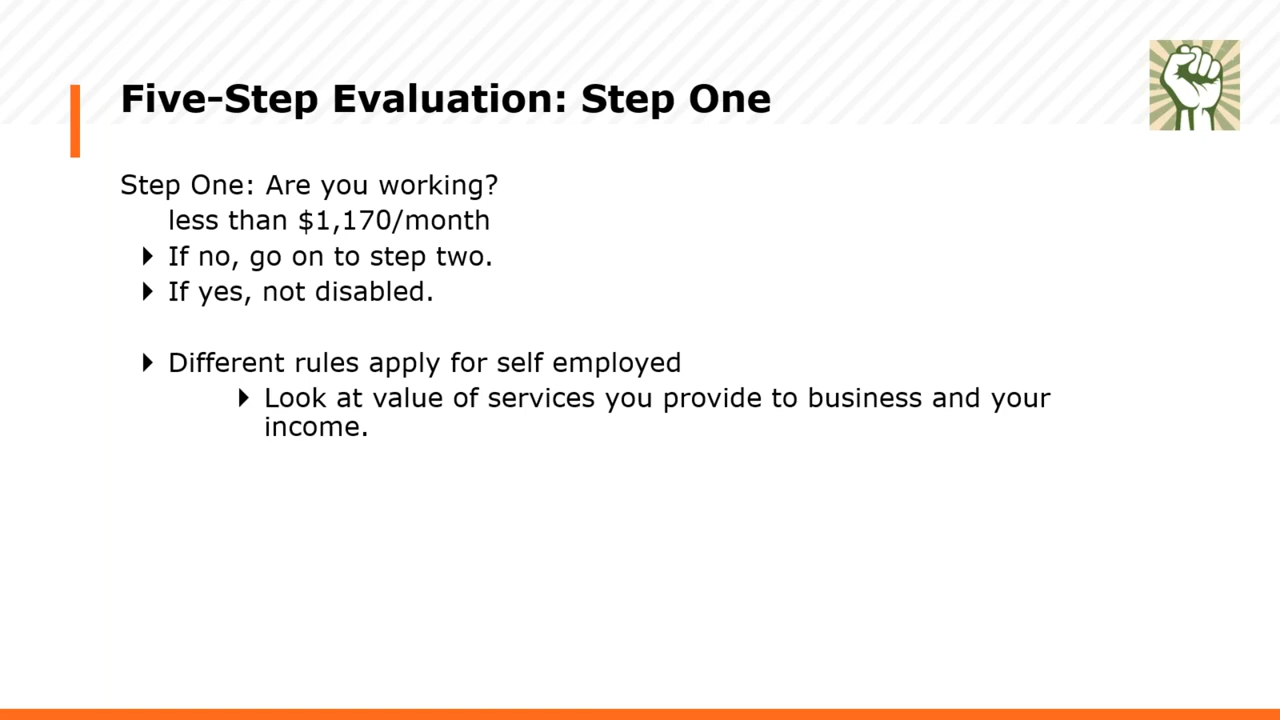 Five-Step Evaluation: Step One
Step One: Are you working?
less than $1,170/month
If no, go on to step two.
If yes, not disabled.
Different rules apply for self employed
Look at value of services you provide to business and your
income.